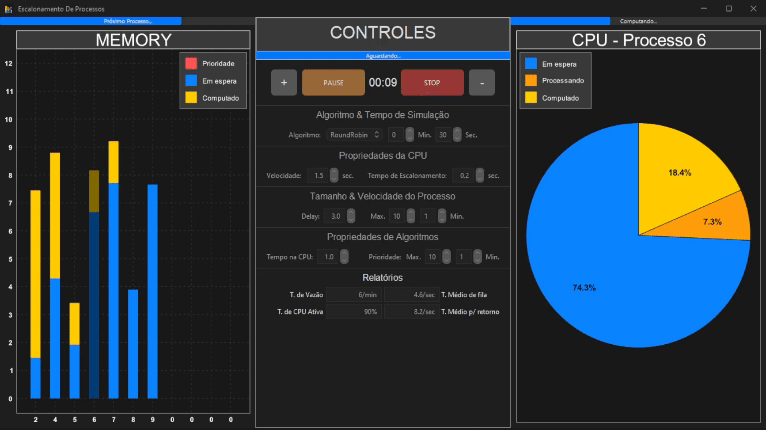 Escalonamento De Processos
Próximo Processo...
Aguardando...
Computando...
MEMORY
Prioridade
Em espera
Computado
12
11
10
9
8
7
6
5
4
3
2
1
0
2 4 5 6 7 8 9 0 0 0 0
CONTROLES
+ PAUSE 00:09 STOP -
Algoritmo & Tempo de Simulação
Algoritmo: RoundRobin 0 Min. 30 Sec.
Propriedades da CPU
Velocidade: 1.5 sec. Tempo de Escalonamento: 0.2 sec.
Tamanho & Velocidade do Processo
Delay: 3.0 Max. 10 1 Min.
Propriedades de Algoritmos
Tempo na CPU: 1.0 Prioridade: Max. 10 1 Min.
Relatórios
T. de Vazão 6/min 4.6/sec T. Médio de fila
T. de CPU Ativa 90% 8.2/sec T. Médio p/ retorno
CPU - Processo 6
Em espera
Processando
Computado
18.4%
7.3%
74.3%